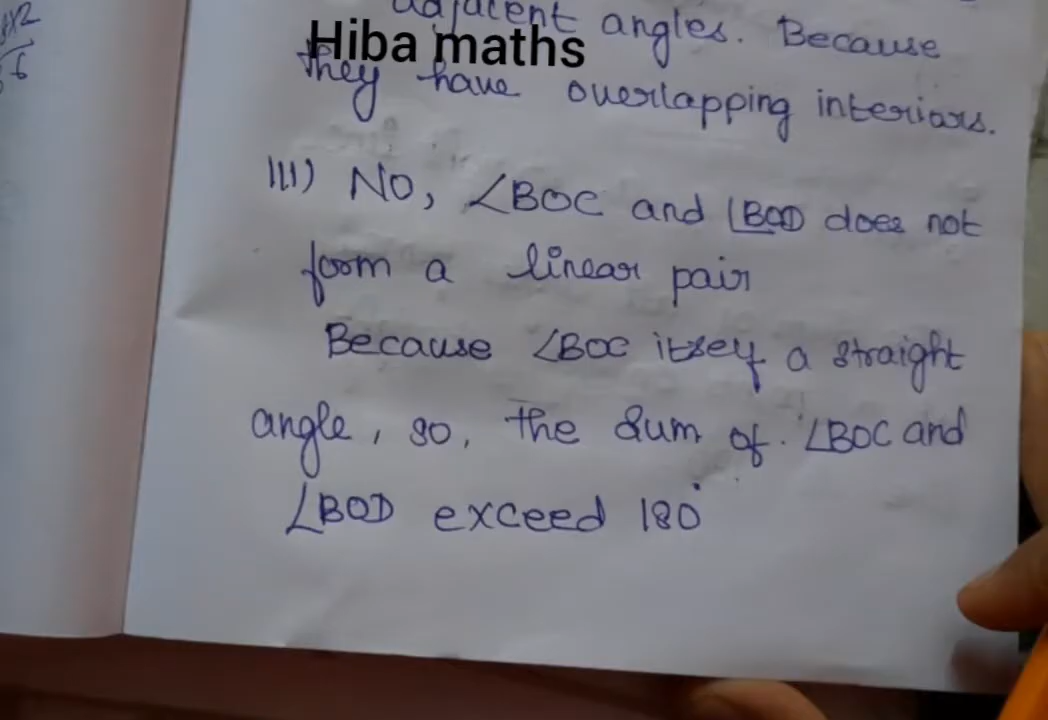 adjacent angles. Because
Hiba maths
they have overlapping interiors.
III) No, ∠BOC and ∠BOD does not
form a linear pair
Because ∠BOC itself a straight
angle, so, the sum of ∠BOC and
∠BOD exceed 180°